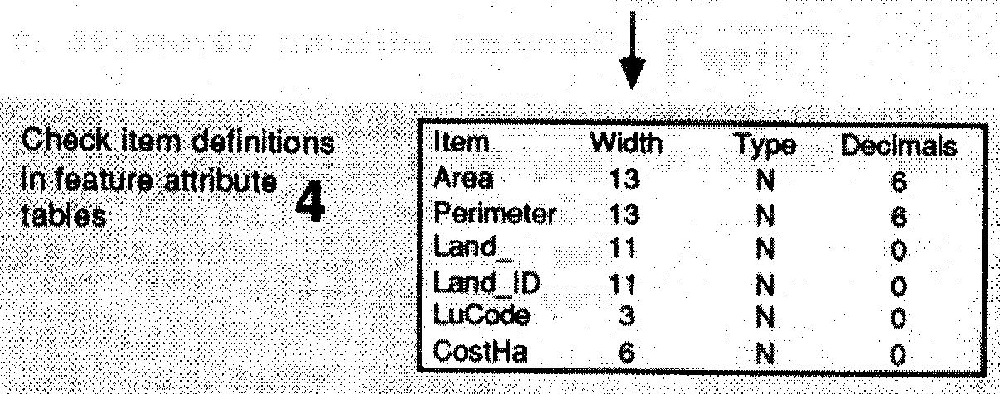 Check item definitions
in feature attribute
tables
4
Item Width Type Decimals
Area 13 N 6
Perimeter 13 N 6
Land_ 11 N 0
Land_ID 11 N 0
LuCode 3 N 0
CostHa 6 N 0